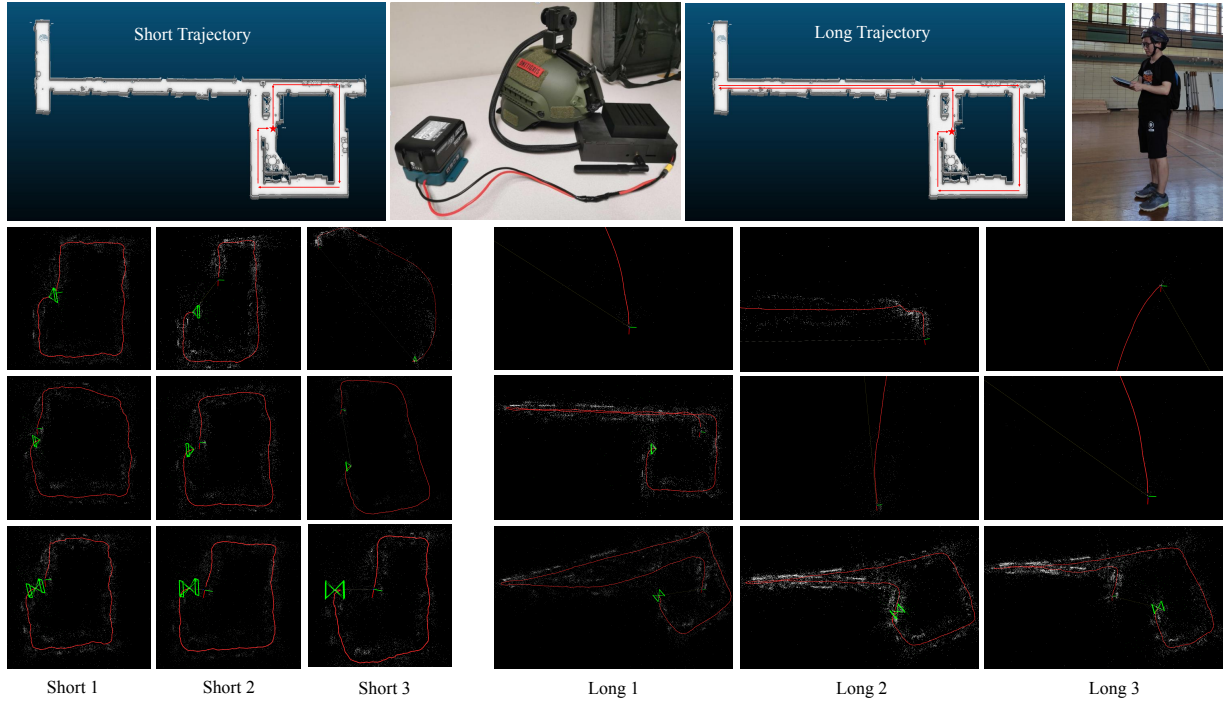 Short Trajectory
Long Trajectory
Short 1
Short 2
Short 3
Long 1
Long 2
Long 3